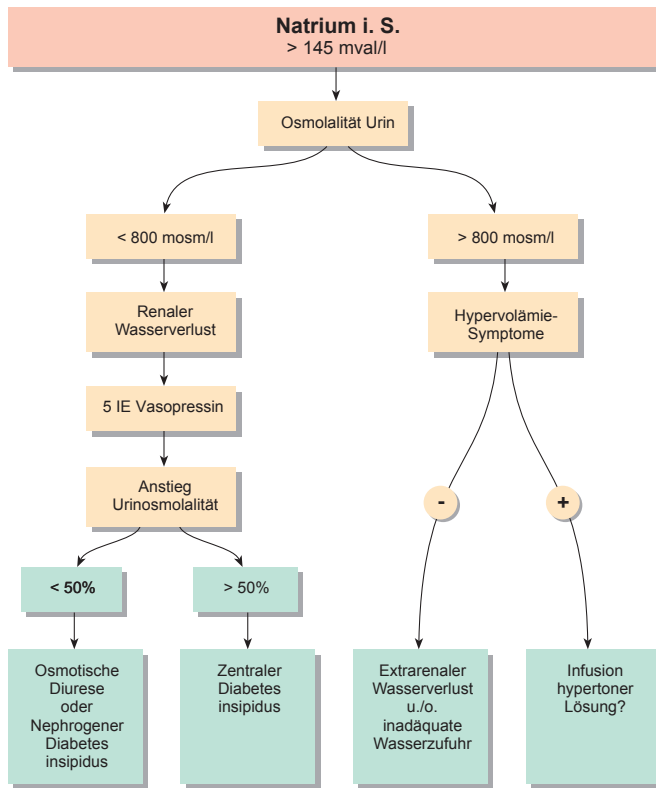 Natrium i. S.
> 145 mval/l
Osmolalität Urin
< 800 mosm/l
> 800 mosm/l
Renaler
Wasserverlust
Hypervolämie-
Symptome
5 IE Vasopressin
Anstieg
Urinosmolalität
-
+
< 50%
> 50%
Osmotische
Diurese
oder
Nephrogener
Diabetes
insipidus
Zentraler
Diabetes
insipidus
Extrarenaler
Wasserverlust
u./o.
inadäquate
Wasserzufuhr
Infusion
hypertoner
Lösung?